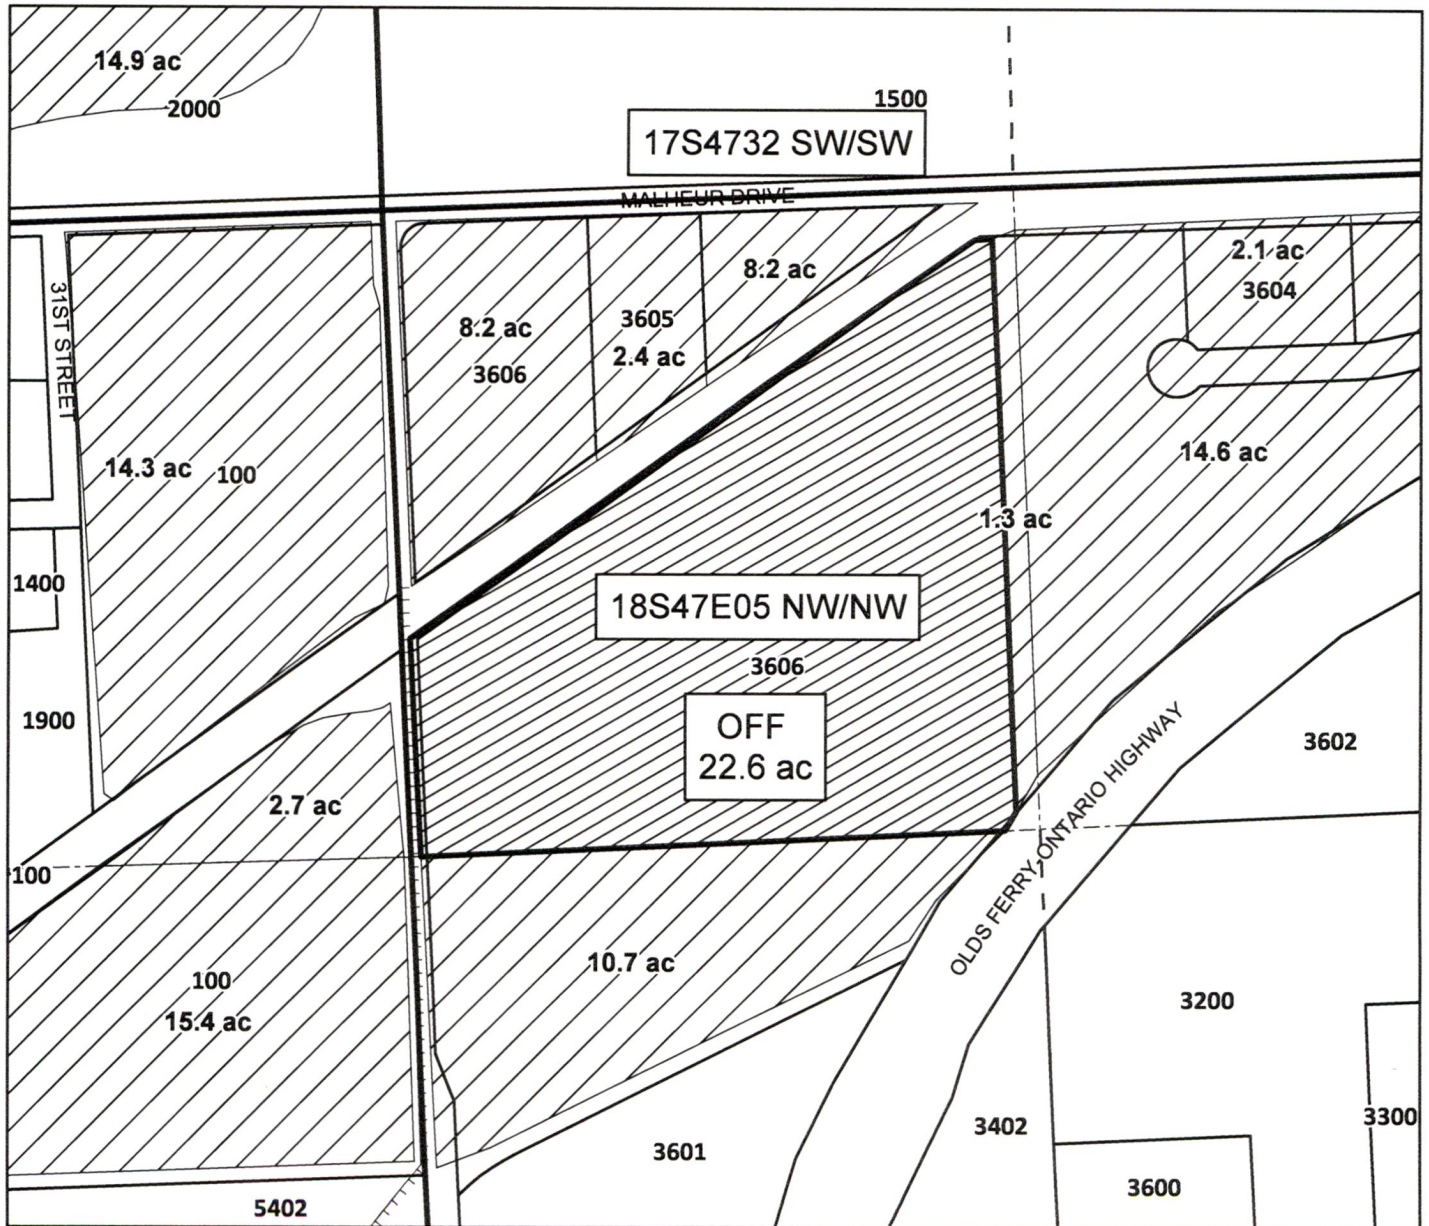 14.9 ac
2000
1500
17S4732 SW/SW
MALHEUR DRIVE
31ST STREET
8.2 ac
2.1 ac
3604
3605
2.4 ac
8.2 ac
3606
14.6 ac
14.3 ac
100
1.3 ac
1400
18S47E05 NW/NW
3606
OFF
22.6 ac
1900
3602
2.7 ac
OLDS FERRY-ONTARIO HIGHWAY
100
10.7 ac
100
15.4 ac
3200
3300
3402
3601
3600
5402